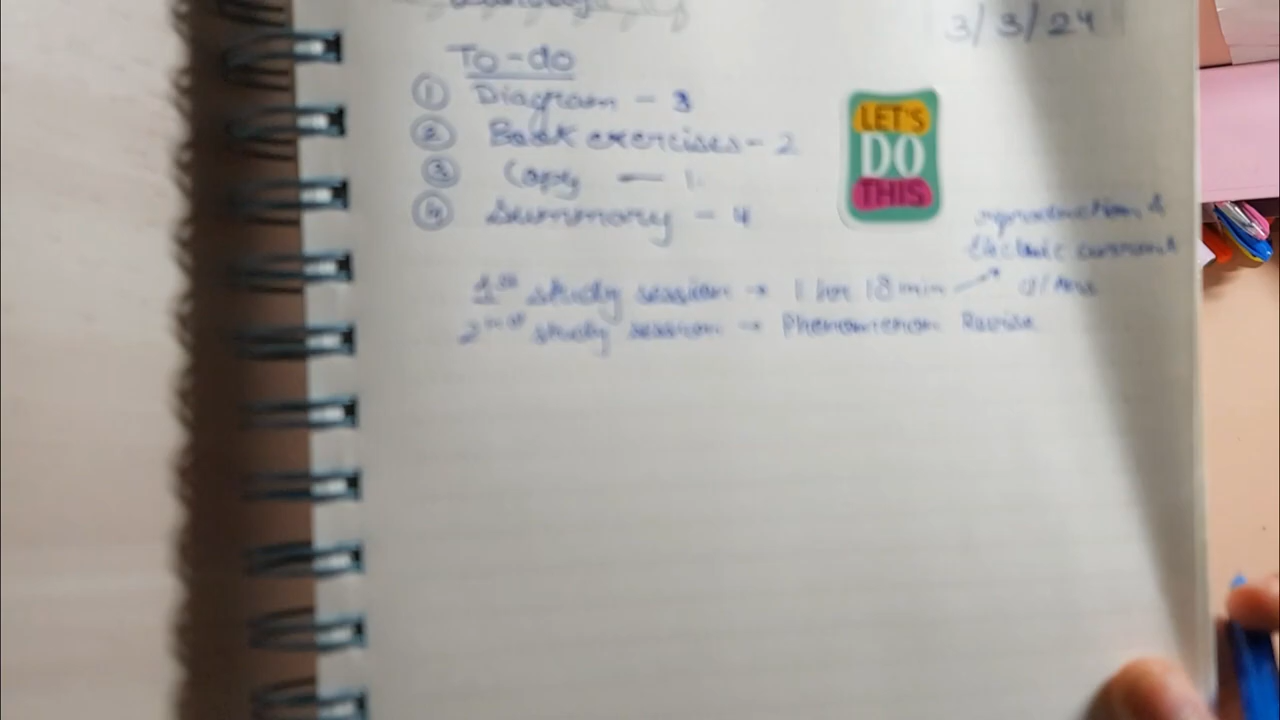 3/3/24
To-do
① Diagram - 3
② Book exercises - 2
③ Copy - 1
④ Summary - 4
LET'S
DO
THIS
reproduction &
Electric current
1st study session → 1 hr 18 min
2nd study session → Phenomenon Revise